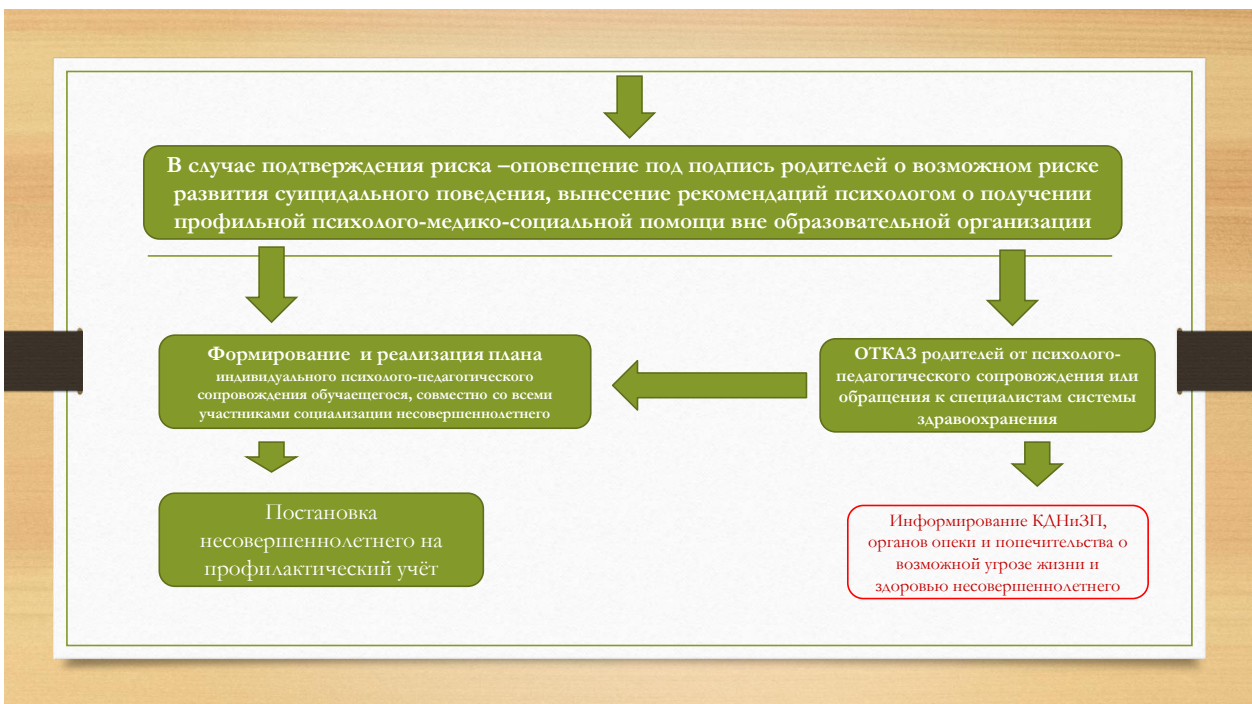 В случае подтверждения риска –оповещение под подпись родителей о возможном риске
развития суицидального поведения, вынесение рекомендаций психологом о получении
профильной психолого-медико-социальной помощи вне образовательной организации
Формирование и реализация плана
индивидуального психолого-педагогического
сопровождения обучаещегося, совместно со всеми
участниками социализации несовершеннолетнего
ОТКАЗ родителей от психолого-
педагогического сопровождения или
обращения к специалистам системы
здравоохранения
Постановка
несовершеннолетнего на
профилактический учёт
Информирование КДНиЗП,
органов опеки и попечительства о
возможной угрозе жизни и
здоровью несовершеннолетнего